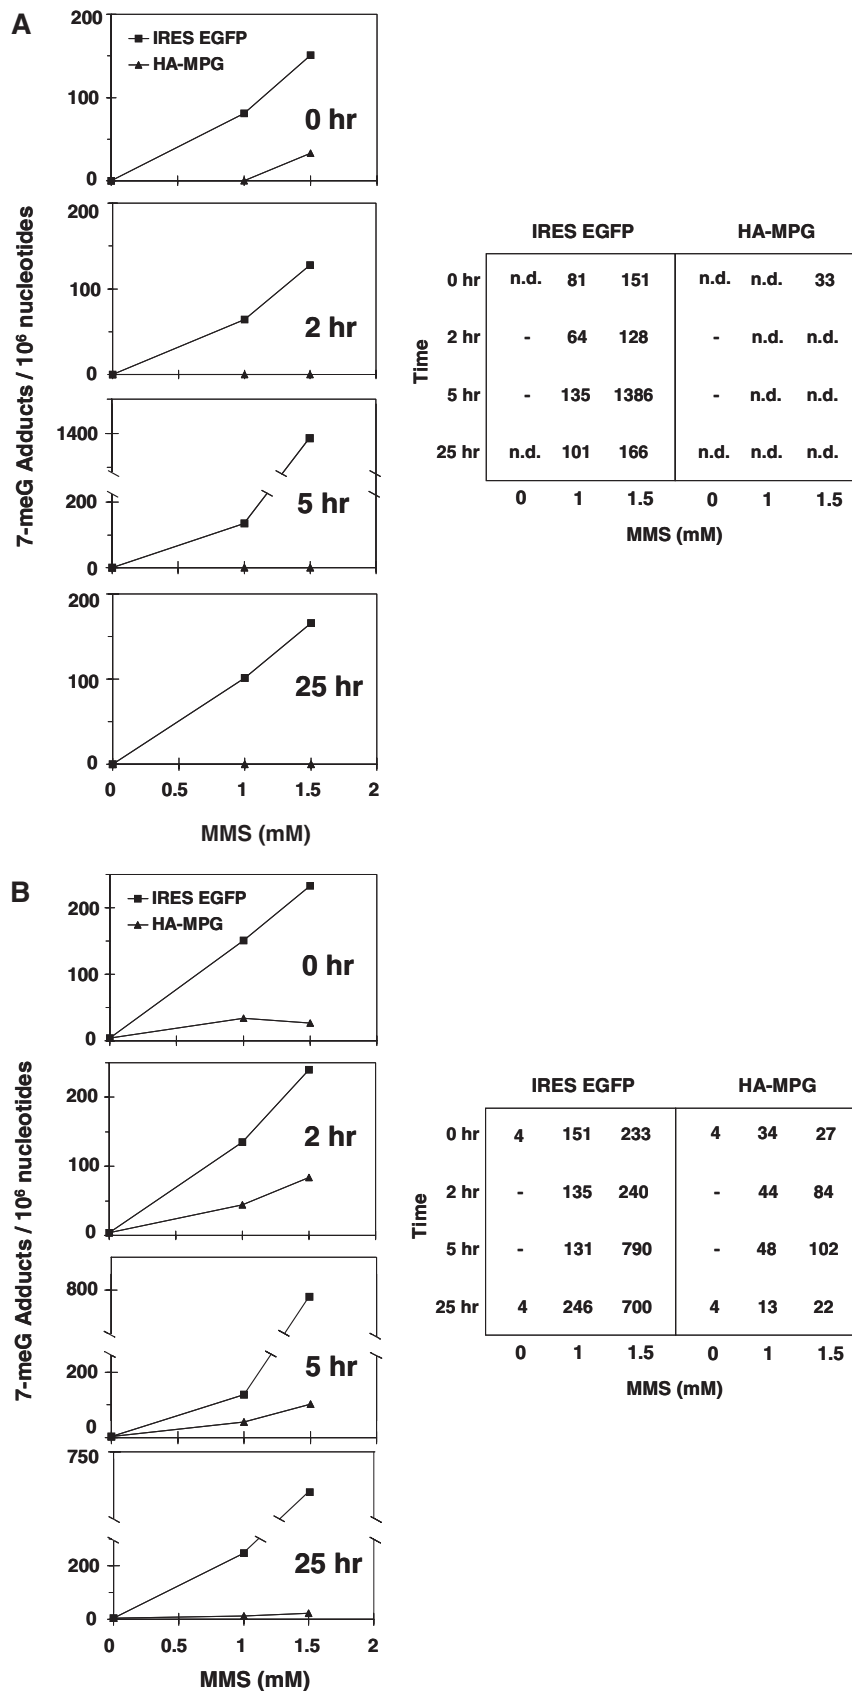 A
200
IRES EGFP
HA-MPG
100
0 hr
0
200
100
2 hr
0
1400
200
5 hr
0
200
100
25 hr
0
0 0.5 1 1.5 2
MMS (mM)
7-meG Adducts / 10⁶ nucleotides
IRES EGFP HA-MPG
0 hr n.d. 81 151 n.d. n.d. 33
2 hr - 64 128 - n.d. n.d.
5 hr - 135 1386 - n.d. n.d.
25 hr n.d. 101 166 n.d. n.d. n.d.
Time
0 1 1.5 0 1 1.5
MMS (mM)
B
IRES EGFP
HA-MPG
200
100
0 hr
0
200
100
2 hr
0
800
200
5 hr
0
750
200
25 hr
0
0 0.5 1 1.5 2
MMS (mM)
7-meG Adducts / 10⁶ nucleotides
IRES EGFP HA-MPG
0 hr 4 151 233 4 34 27
2 hr - 135 240 - 44 84
5 hr - 131 790 - 48 102
25 hr 4 246 700 4 13 22
Time
0 1 1.5 0 1 1.5
MMS (mM)